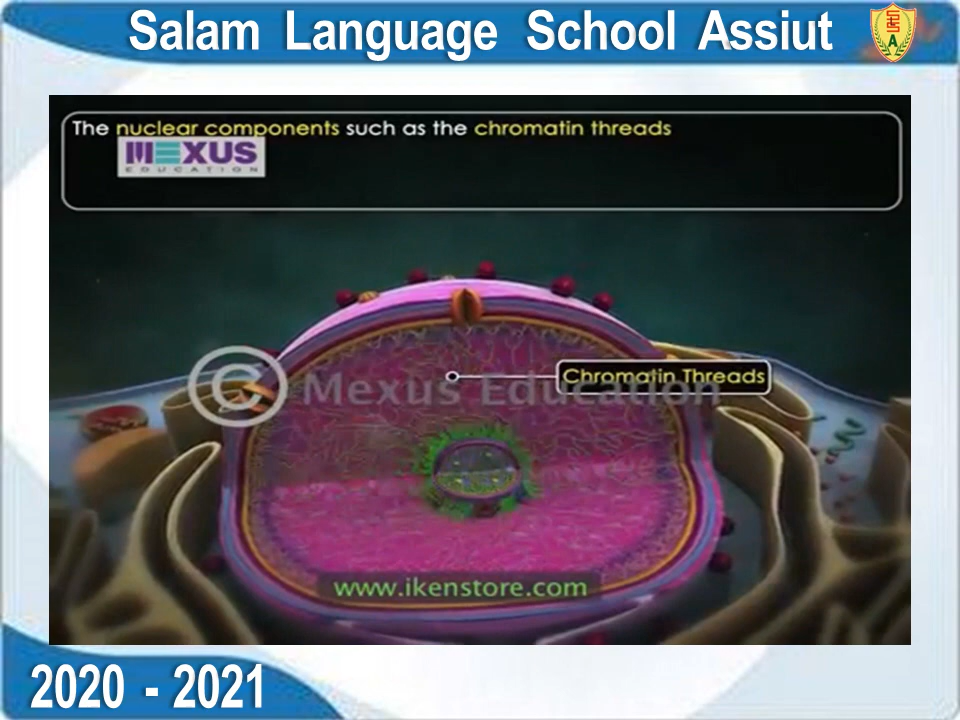 Salam Language School Assiut
The nuclear components such as the chromatin threads
MEXUS
EDUCATION
Chromatin Threads
© Mexus Education
www.ikenstore.com
2020 - 2021